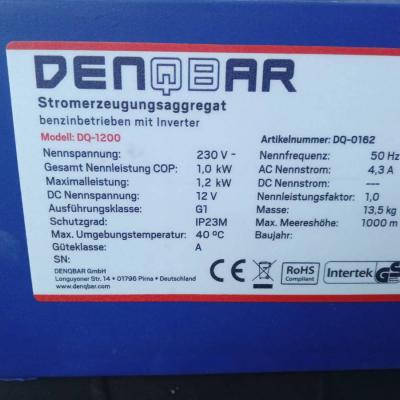 DENQBAR
Stromerzeugungsaggregat
benzinbetrieben mit Inverter
Modell: DQ-1200 Artikelnummer: DQ-0162
Nennspannung: 230 V ~ Nennfrequenz: 50 Hz
Gesamt Nennleistung COP: 1,0 kW AC Nennstrom: 4,3 A
Maximalleistung: 1,2 kW DC Nennstrom: ---
DC Nennspannung: 12 V Nennleistungsfaktor: 1,0
Ausführungsklasse: G1 Masse: 13,5 kg
Schutzgrad: IP23M Max. Meereshöhe: 1000 m
Max. Umgebungstemperatur: 40 °C Baujahr:
Güteklasse: A
SN:
DENQBAR GmbH
Longuyoner Str. 14 • 01796 Pirna • Deutschland
www.denqbar.com
CE
RoHS
Compliant
Intertek
GS